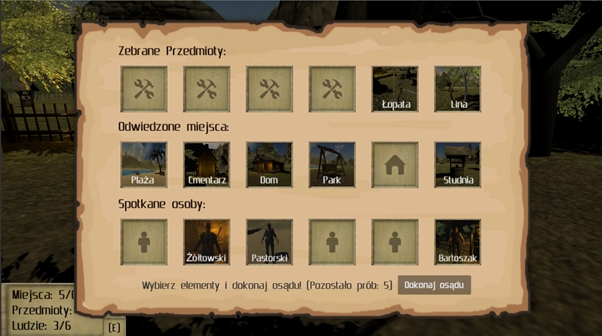 Zebrane Przedmioty:
Łopata Lina
Odwiedzone miejsca:
Plaża Cmentarz Dom Park Studnia
Spotkane osoby:
Żółtowski Pastorski Bartoszak
Wybierz elementy i dokonaj osądu! (Pozostało prób: 5) Dokonaj osądu
Miejsca: 5/6
Przedmioty:
Ludzie: 3/6
[E]